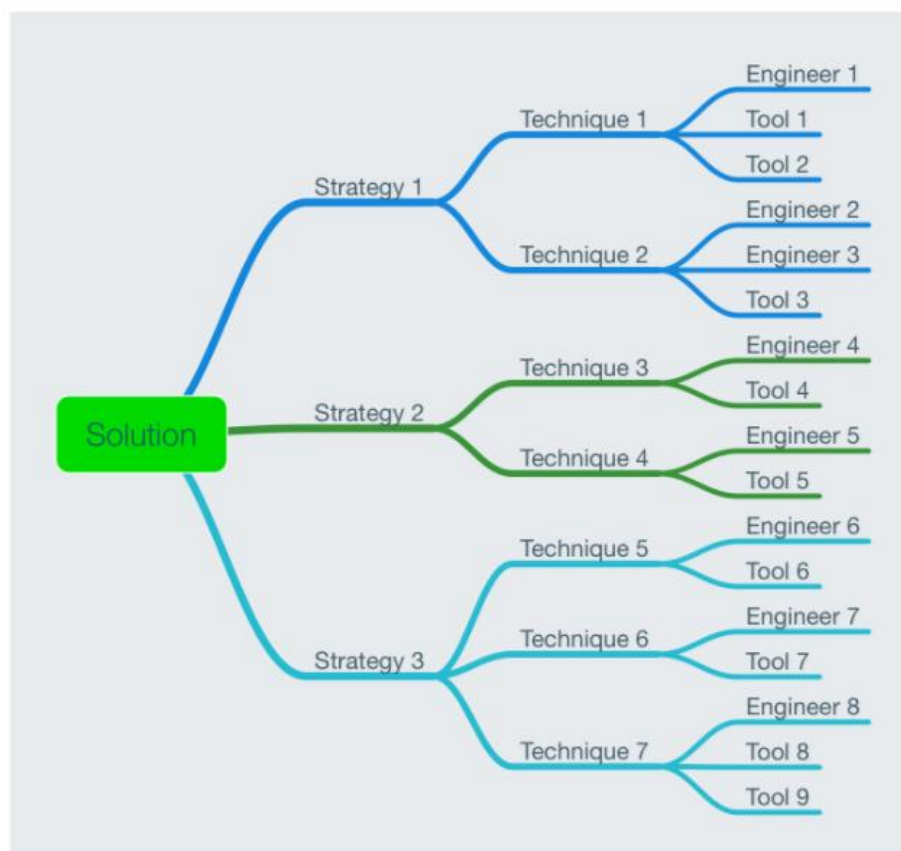 Solution
Strategy 1
Technique 1
Engineer 1
Tool 1
Tool 2
Technique 2
Engineer 2
Engineer 3
Tool 3
Strategy 2
Technique 3
Engineer 4
Tool 4
Technique 4
Engineer 5
Tool 5
Strategy 3
Technique 5
Engineer 6
Tool 6
Technique 6
Engineer 7
Tool 7
Technique 7
Engineer 8
Tool 8
Tool 9